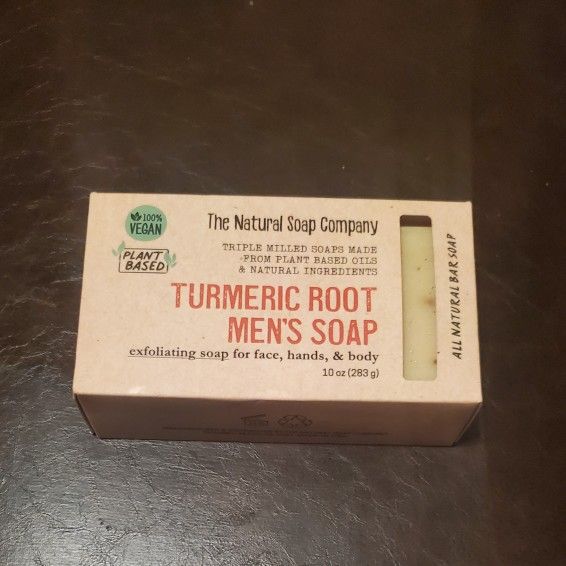 100%
VEGAN
PLANT
BASED
The Natural Soap Company
TRIPLE MILLED SOAPS MADE
FROM PLANT BASED OILS
& NATURAL INGREDIENTS
TURMERIC ROOT
MEN'S SOAP
exfoliating soap for face, hands, & body
10 oz (283 g)
ALL NATURAL BAR SOAP